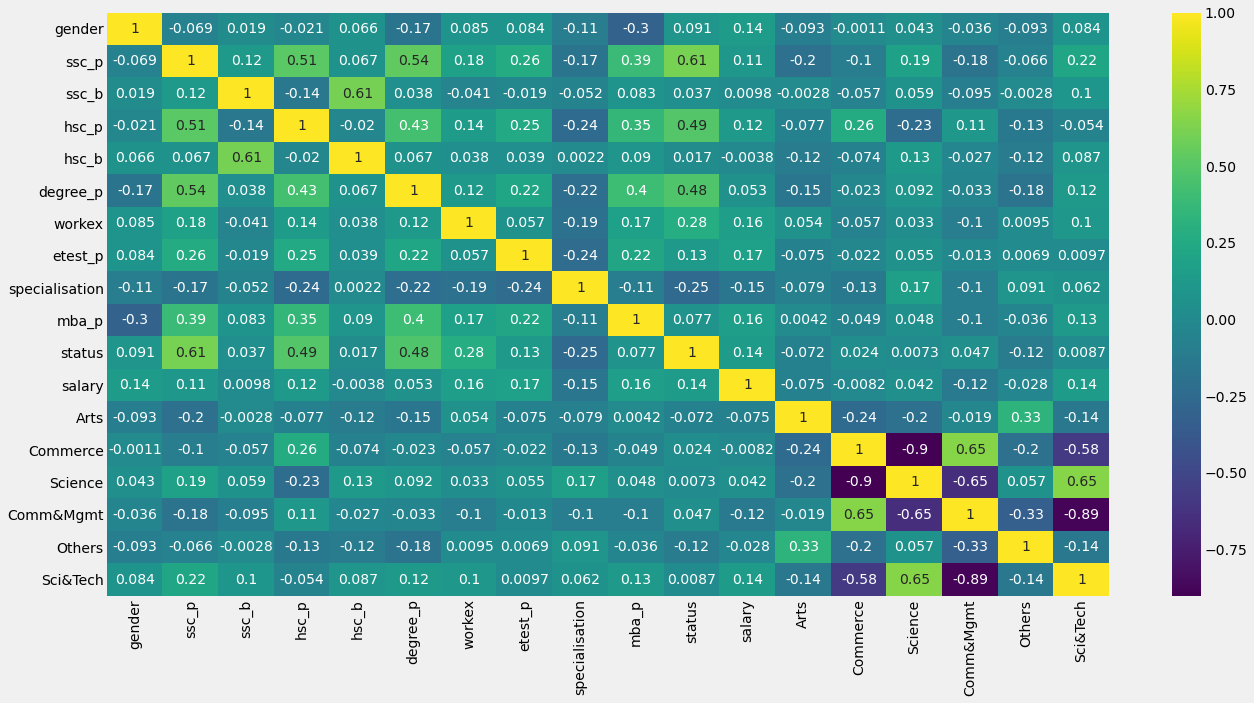 gender 1 -0.069 0.019 -0.021 0.066 -0.17 0.085 0.084 -0.11 -0.3 0.091 0.14 -0.093 -0.0011 0.043 -0.036 -0.093 0.084 1.00
ssc_p -0.069 1 0.12 0.51 0.067 0.54 0.18 0.26 -0.17 0.39 0.61 0.11 -0.2 -0.1 0.19 -0.18 -0.066 0.22
ssc_b 0.019 0.12 1 -0.14 0.61 0.038 -0.041 -0.019 -0.052 0.083 0.037 0.0098 -0.0028 -0.057 0.059 -0.095 -0.0028 0.1 0.75
hsc_p -0.021 0.51 -0.14 1 -0.02 0.43 0.14 0.25 -0.24 0.35 0.49 0.12 -0.077 0.26 -0.23 0.11 -0.13 -0.054
hsc_b 0.066 0.067 0.61 -0.02 1 0.067 0.038 0.039 0.0022 0.09 0.017 -0.0038 -0.12 -0.074 0.13 -0.027 -0.12 0.087 0.50
degree_p -0.17 0.54 0.038 0.43 0.067 1 0.12 0.22 -0.22 0.4 0.48 0.053 -0.15 -0.023 0.092 -0.033 -0.18 0.12
workex 0.085 0.18 -0.041 0.14 0.038 0.12 1 0.057 -0.19 0.17 0.28 0.16 0.054 -0.057 0.033 -0.1 0.0095 0.1
etest_p 0.084 0.26 -0.019 0.25 0.039 0.22 0.057 1 -0.24 0.22 0.13 0.17 -0.075 -0.022 0.055 -0.013 0.0069 0.0097 0.25
specialisation -0.11 -0.17 -0.052 -0.24 0.0022 -0.22 -0.19 -0.24 1 -0.11 -0.25 -0.15 -0.079 -0.13 0.17 -0.1 0.091 0.062
mba_p -0.3 0.39 0.083 0.35 0.09 0.4 0.17 0.22 -0.11 1 0.077 0.16 0.0042 -0.049 0.048 -0.1 -0.036 0.13 0.00
status 0.091 0.61 0.037 0.49 0.017 0.48 0.28 0.13 -0.25 0.077 1 0.14 -0.072 0.024 0.0073 0.047 -0.12 0.0087
salary 0.14 0.11 0.0098 0.12 -0.0038 0.053 0.16 0.17 -0.15 0.16 0.14 1 -0.075 -0.0082 0.042 -0.12 -0.028 0.14 −0.25
Arts -0.093 -0.2 -0.0028 -0.077 -0.12 -0.15 0.054 -0.075 -0.079 0.0042 -0.072 -0.075 1 -0.24 -0.2 -0.019 0.33 -0.14
Commerce -0.0011 -0.1 -0.057 0.26 -0.074 -0.023 -0.057 -0.022 -0.13 -0.049 0.024 -0.0082 -0.24 1 -0.9 0.65 -0.2 -0.58
Science 0.043 0.19 0.059 -0.23 0.13 0.092 0.033 0.055 0.17 0.048 0.0073 0.042 -0.2 -0.9 1 -0.65 0.057 0.65 −0.50
Comm&Mgmt -0.036 -0.18 -0.095 0.11 -0.027 -0.033 -0.1 -0.013 -0.1 -0.1 0.047 -0.12 -0.019 0.65 -0.65 1 -0.33 -0.89
Others -0.093 -0.066 -0.0028 -0.13 -0.12 -0.18 0.0095 0.0069 0.091 -0.036 -0.12 -0.028 0.33 -0.2 0.057 -0.33 1 -0.14 −0.75
Sci&Tech 0.084 0.22 0.1 -0.054 0.087 0.12 0.1 0.0097 0.062 0.13 0.0087 0.14 -0.14 -0.58 0.65 -0.89 -0.14 1
gender ssc_p ssc_b hsc_p hsc_b degree_p workex etest_p specialisation mba_p status salary Arts Commerce Science Comm&Mgmt Others Sci&Tech